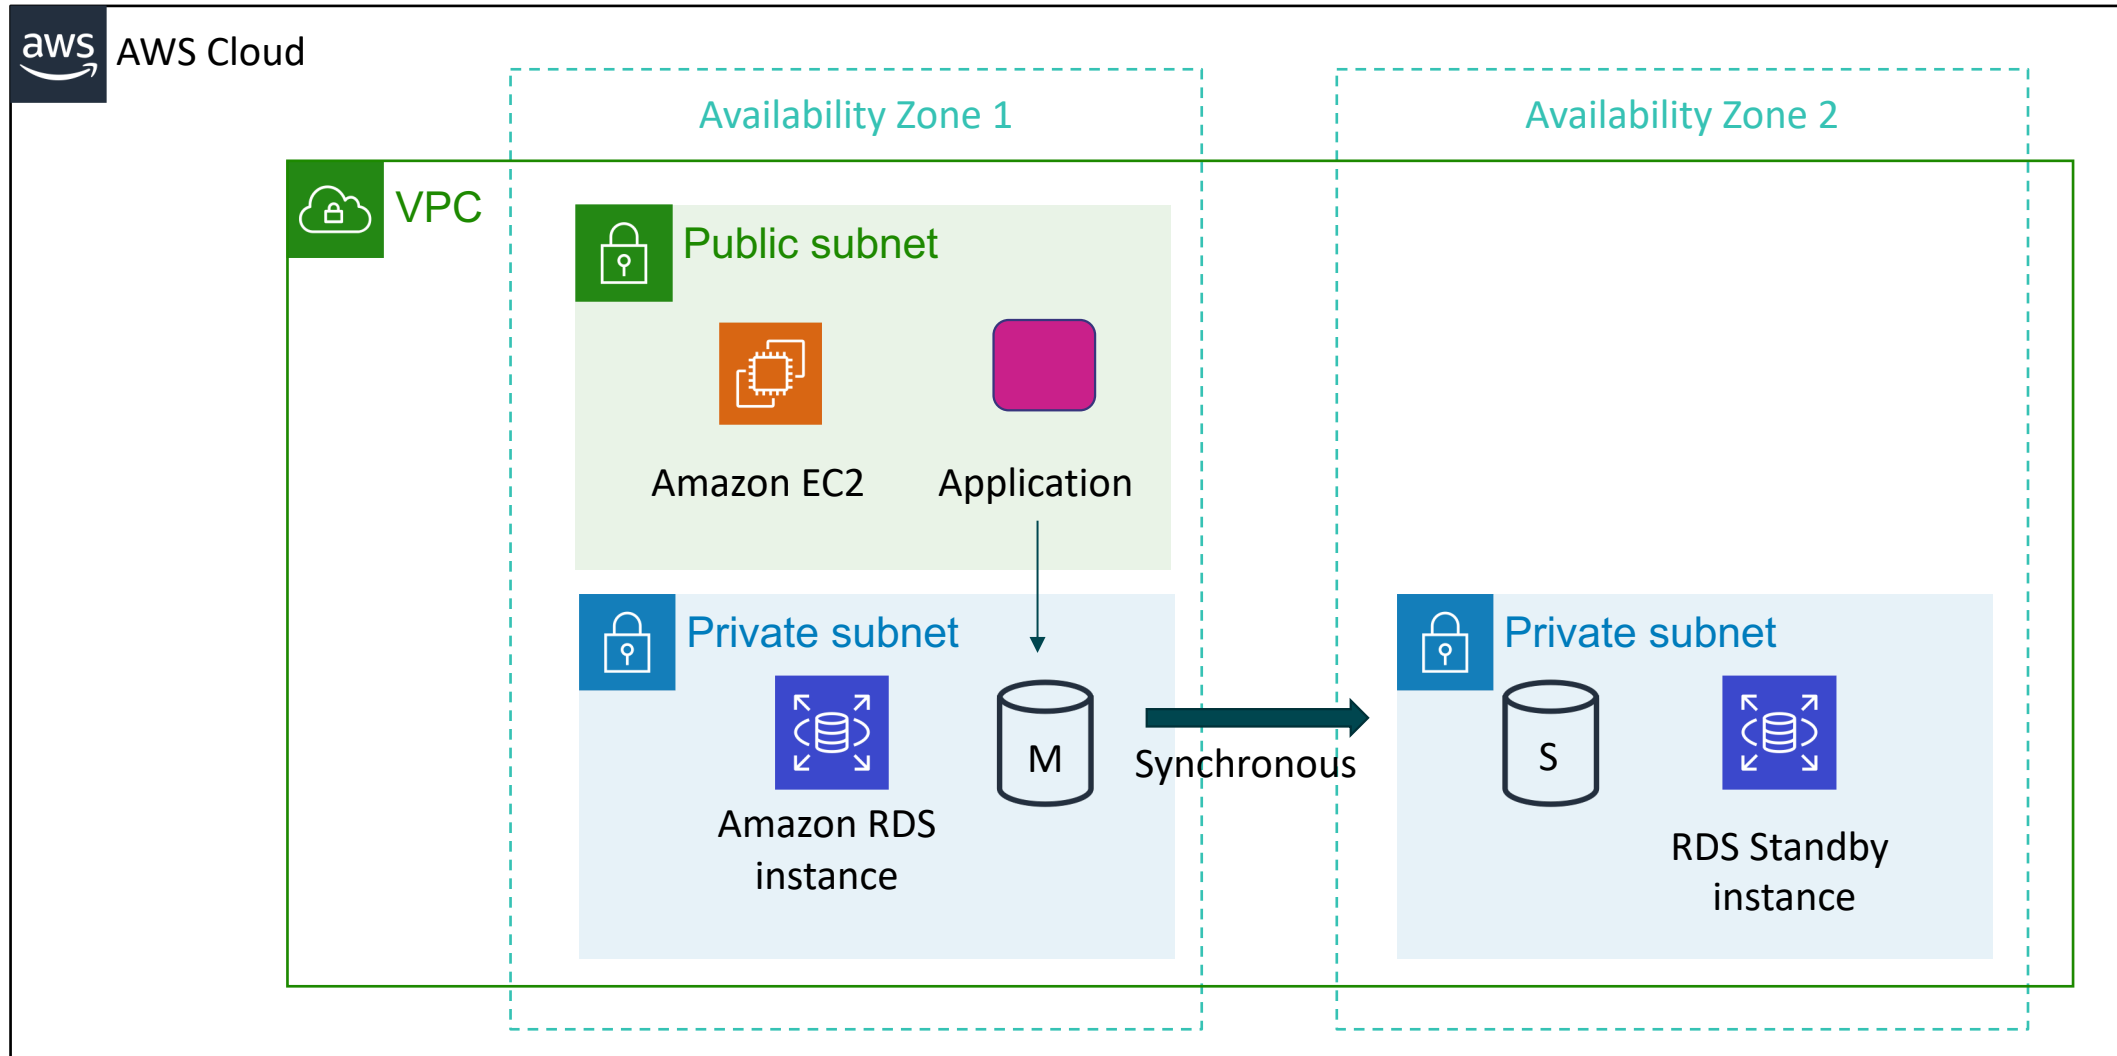 aws
AWS Cloud
Availability Zone 1
Availability Zone 2
VPC
Public subnet
Amazon EC2
Application
Private subnet
Private subnet
M
Synchronous
S
Amazon RDS
instance
RDS Standby
instance